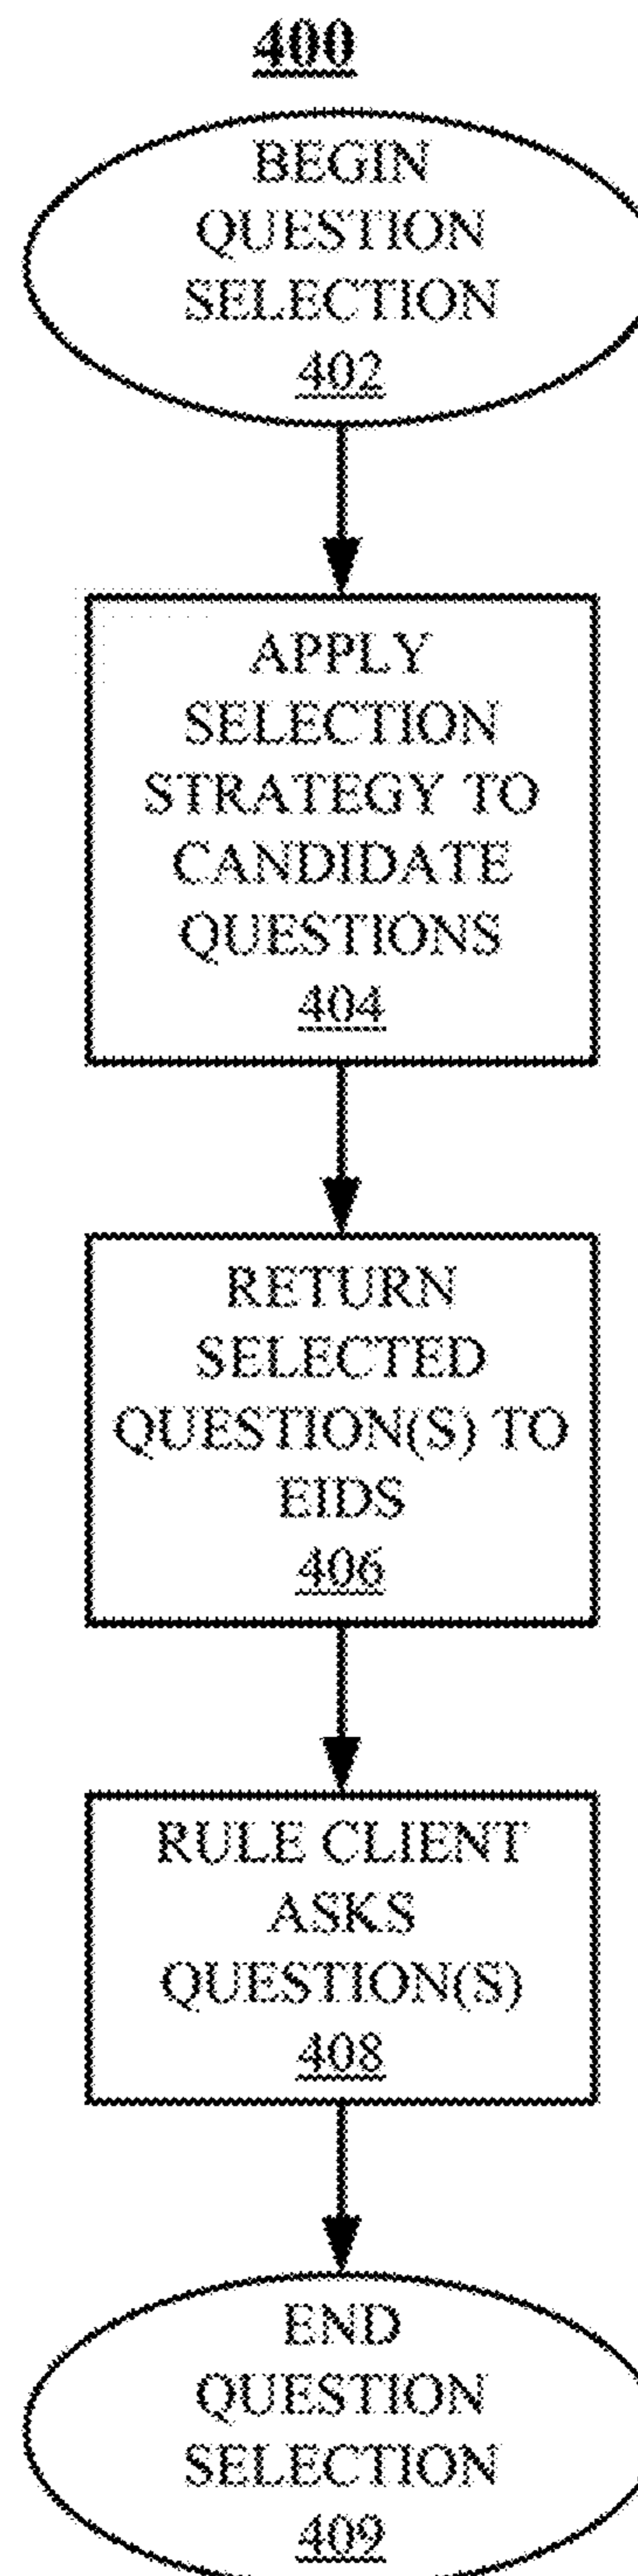 400
BEGIN
QUESTION
SELECTION
402
APPLY
SELECTION
STRATEGY TO
CANDIDATE
QUESTIONS
404
RETURN
SELECTED
QUESTION(S) TO
EIDS
406
RULE CLIENT
ASKS
QUESTION(S)
408
END
QUESTION
SELECTION
409